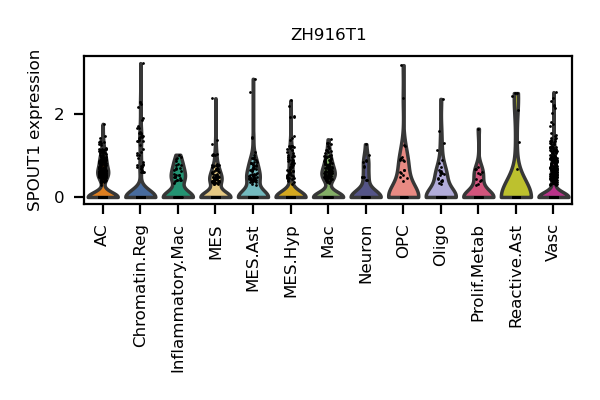 ZH916T1
SPOUT1 expression
2
0
AC
Chromatin.Reg
Inflammatory.Mac
MES
MES.Ast
MES.Hyp
Mac
Neuron
OPC
Oligo
Prolif.Metab
Reactive.Ast
Vasc